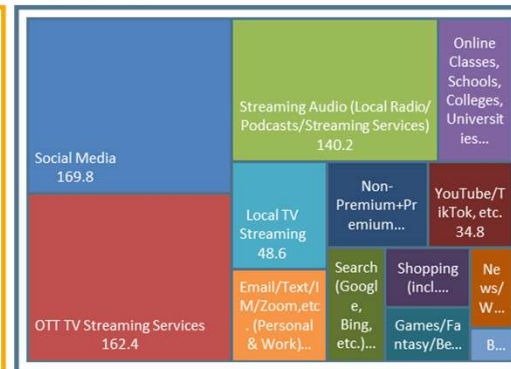 Social Media
169.8
OTT TV Streaming Services
162.4
Streaming Audio (Local Radio/
Podcasts/Streaming Services)
140.2
Online
Classes,
Schools,
Colleges,
Universit
ies...
Local TV
Streaming
48.6
Email/Text/I
M/Zoom,etc
. (Personal
& Work)...
Non-
Premium+Pr
emium...
YouTube/T
ikTok, etc.
34.8
Search
(Googl
e,
Bing,
etc.)...
Shopping
(incl....
Games/Fa
ntasy/Be...
Ne
ws/
W...
B...